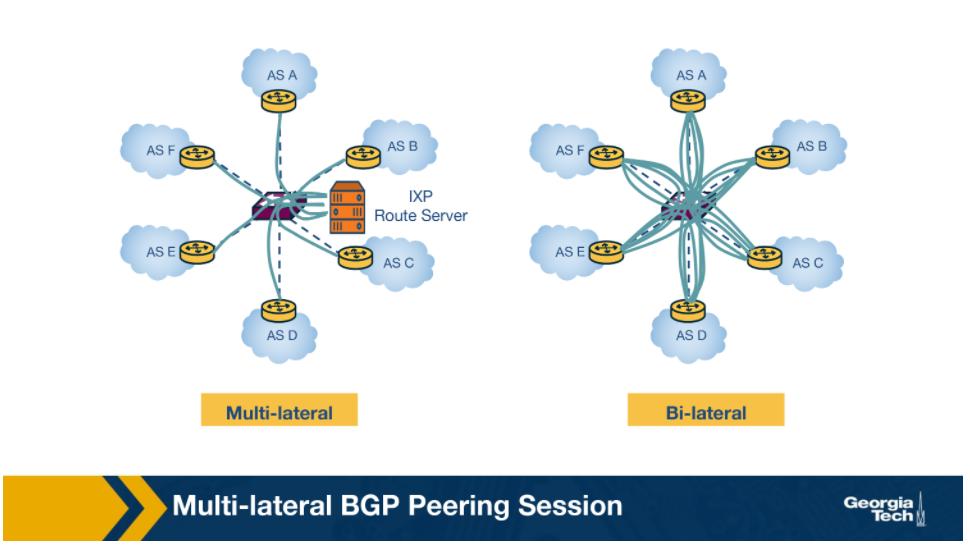 AS A
AS F
AS B
IXP
Route Server
AS E
AS C
AS D
Multi-lateral
AS A
AS F
AS B
AS E
AS C
AS D
Bi-lateral
Multi-lateral BGP Peering Session
Georgia
Tech